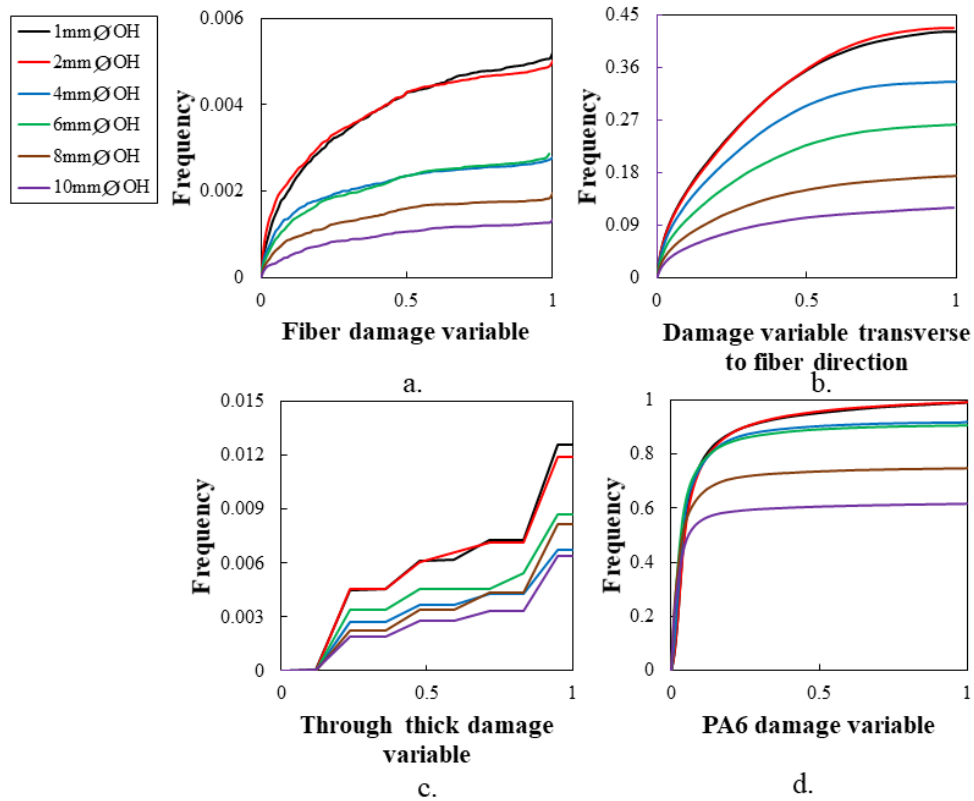 1mm Ø OH
2mm Ø OH
4mm Ø OH
6mm Ø OH
8mm Ø OH
10mm Ø OH
Frequency
0.006
0.004
0.002
0
0
0.5
1
Fiber damage variable
a.
Frequency
0.45
0.36
0.27
0.18
0.09
0
0
0.5
1
Damage variable transverse
to fiber direction
b.
Frequency
0.015
0.012
0.009
0.006
0.003
0
0
0.5
1
Through thick damage
variable
c.
Frequency
1
0.8
0.6
0.4
0.2
0
0
0.5
1
PA6 damage variable
d.